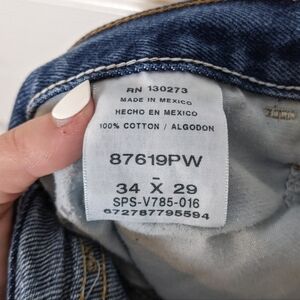 RN 130273
MADE IN MEXICO
HECHO EN MEXICO
100% COTTON / ALGODON
87619PW
-
34 X 29
SPS-V785-016
672787795594